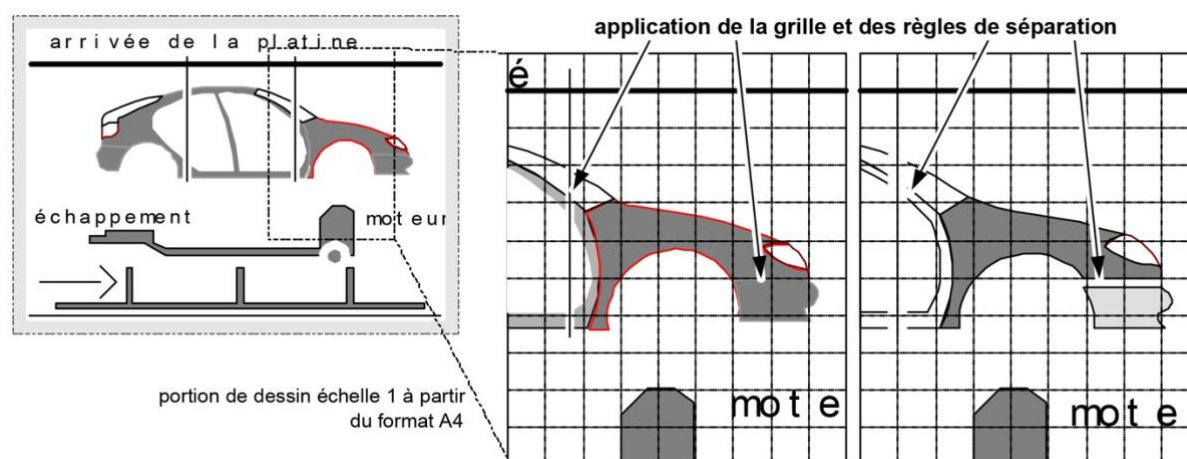 application de la grille et des règles de séparation
arrivée de la platine
é
échappement
moteur
mot e
mot e
portion de dessin échelle 1 à partir
du format A4